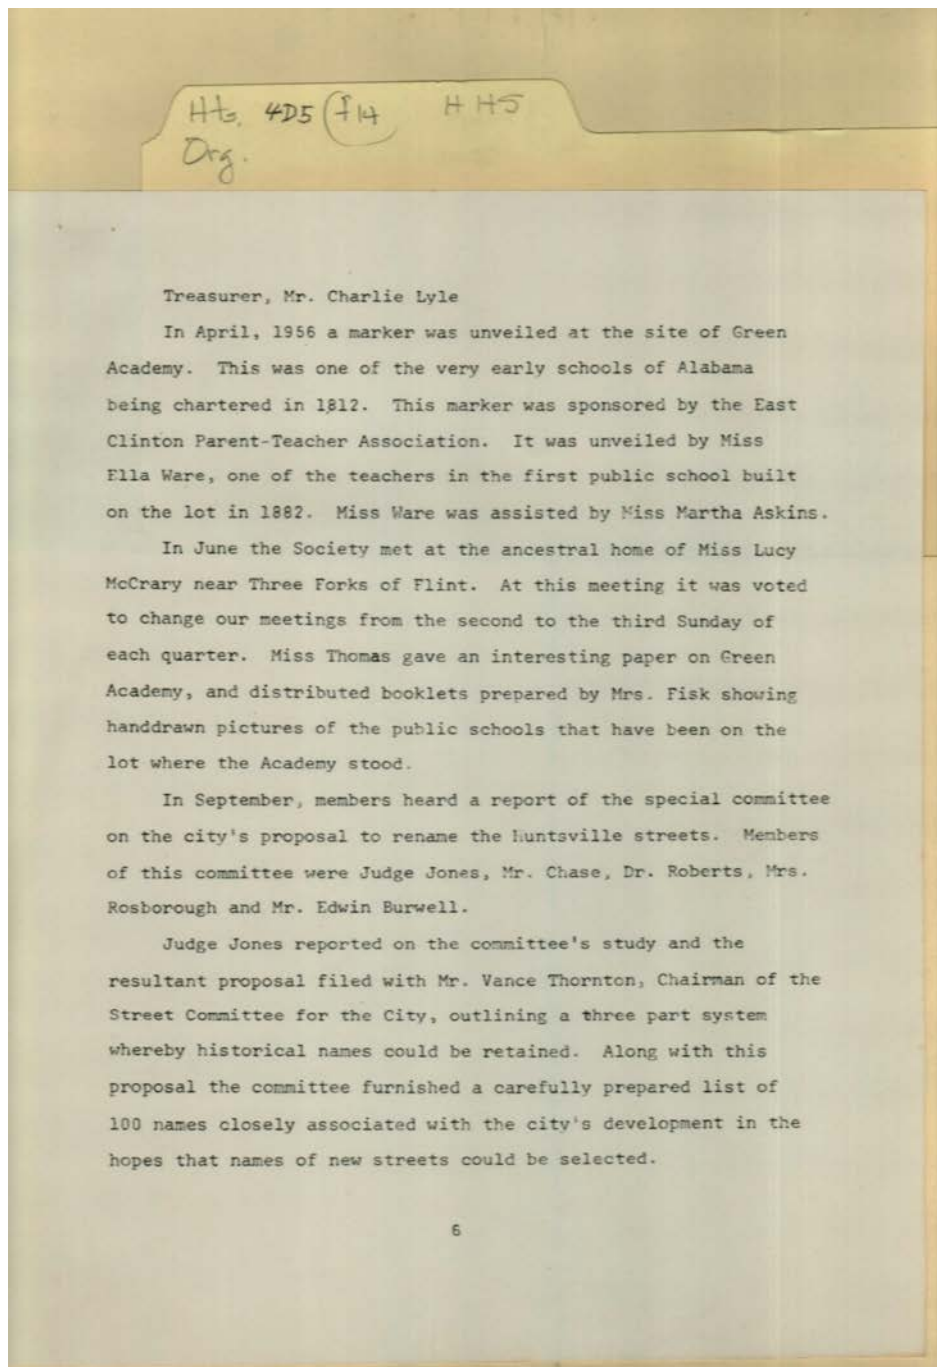 Hts. 4D5 (f14 HHS
Org.
Treasurer, Mr. Charlie Lyle
In April, 1956 a marker was unveiled at the site of Green
Academy. This was one of the very early schools of Alabama
being chartered in 1812. This marker was sponsored by the East
Clinton Parent-Teacher Association. It was unveiled by Miss
Ella Ware, one of the teachers in the first public school built
on the lot in 1882. Miss Ware was assisted by Miss Martha Askins.
In June the Society met at the ancestral home of Miss Lucy
McCrary near Three Forks of Flint. At this meeting it was voted
to change our meetings from the second to the third Sunday of
each quarter. Miss Thomas gave an interesting paper on Green
Academy, and distributed booklets prepared by Mrs. Fisk showing
handdrawn pictures of the public schools that have been on the
lot where the Academy stood.
In September, members heard a report of the special committee
on the city's proposal to rename the Huntsville streets. Members
of this committee were Judge Jones, Mr. Chase, Dr. Roberts, Mrs.
Rosborough and Mr. Edwin Burwell.
Judge Jones reported on the committee's study and the
resultant proposal filed with Mr. Vance Thornton, Chairman of the
Street Committee for the City, outlining a three part system
whereby historical names could be retained. Along with this
proposal the committee furnished a carefully prepared list of
100 names closely associated with the city's development in the
hopes that names of new streets could be selected.
6